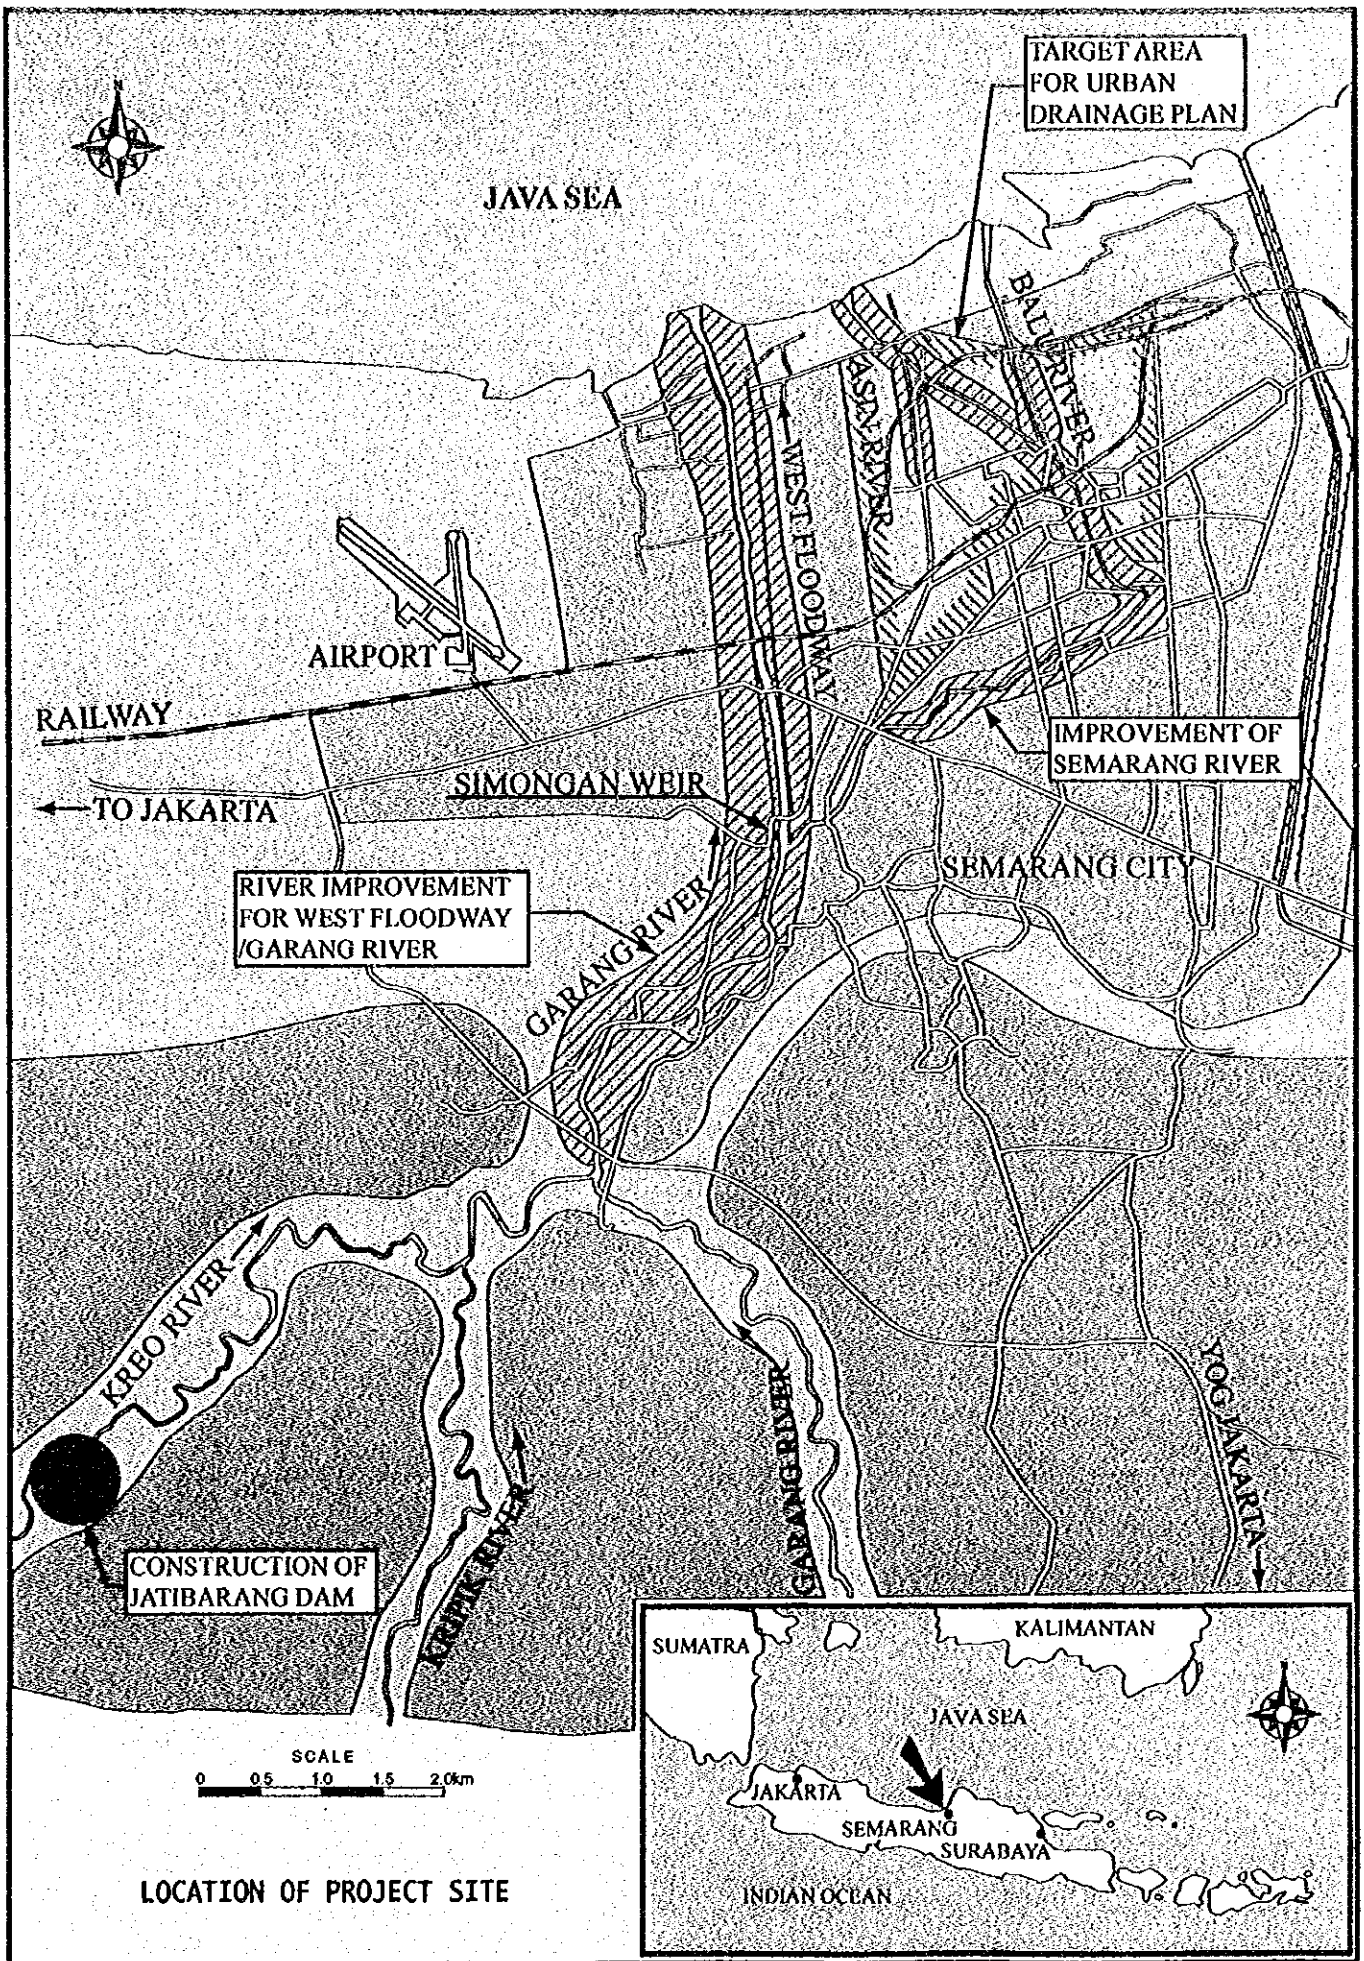 TARGET AREA
FOR URBAN
DRAINAGE PLAN
N
JAVA SEA
BALU RIVER
ASIN RIVER
WEST FLOODWAY
AIRPORT
RAILWAY
IMPROVEMENT OF
SEMARANG RIVER
SIMONGAN WEIR
TO JAKARTA
SEMARANG CITY
RIVER IMPROVEMENT
FOR WEST FLOODWAY
/GARANG RIVER
GARANG RIVER
KREO RIVER
YOGJAKARTA
GARANG RIVER
KRIPIK RIVER
CONSTRUCTION OF
JATIBARANG DAM
SCALE
0 0.5 1.0 1.5 2.0km
LOCATION OF PROJECT SITE
SUMATRA
KALIMANTAN
N
JAVA SEA
JAKARTA
SEMARANG
SURABAYA
INDIAN OCEAN